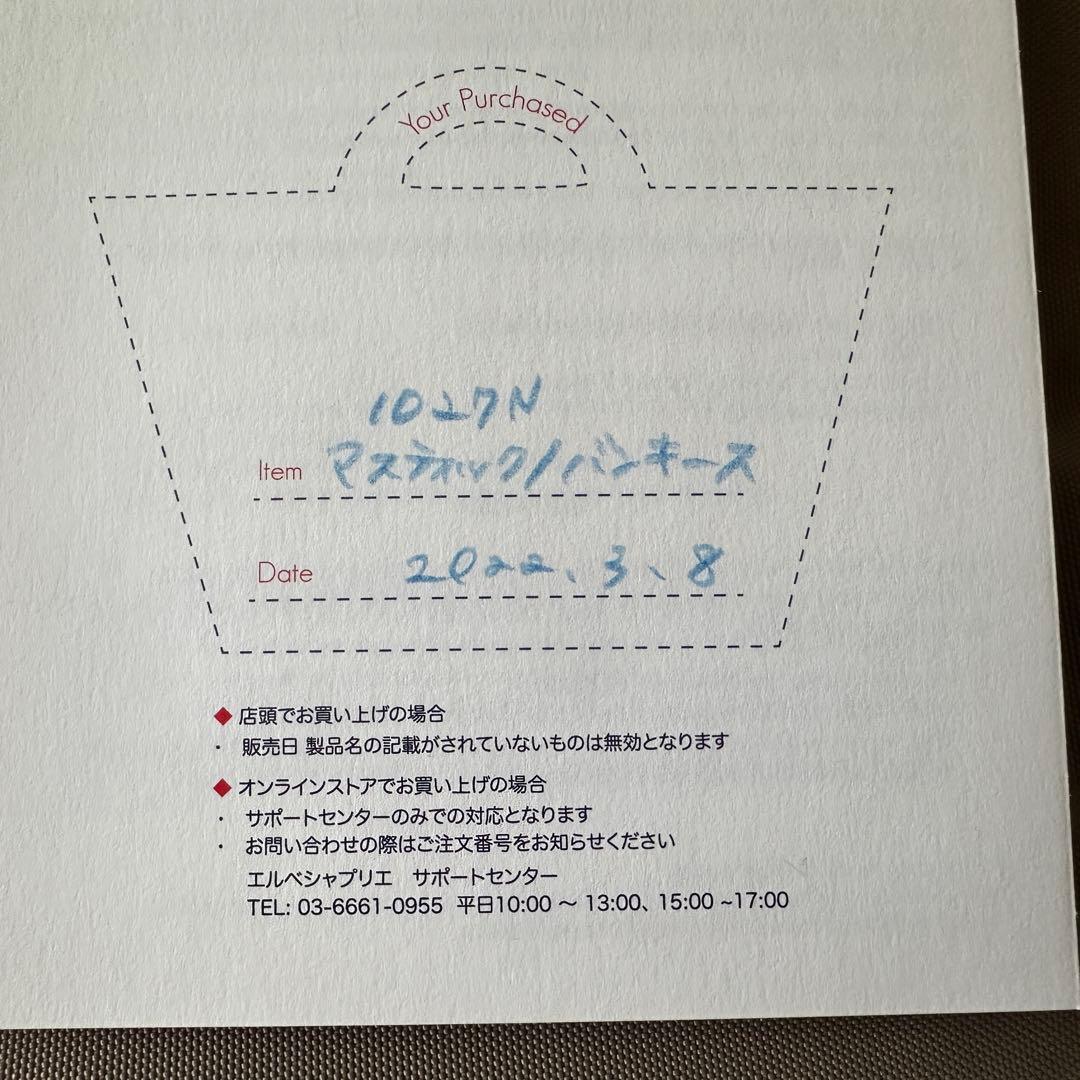 Your Purchased
1027N
Item マスティック/バンキース
Date 2022、3、8
◆ 店頭でお買い上げの場合
・ 販売日 製品名の記載がされていないものは無効となります
◆ オンラインストアでお買い上げの場合
・ サポートセンターのみでの対応となります
・ お問い合わせの際はご注文番号をお知らせください
エルベシャプリエ サポートセンター
TEL: 03-6661-0955 平日10:00 ～ 13:00、15:00 ~17:00